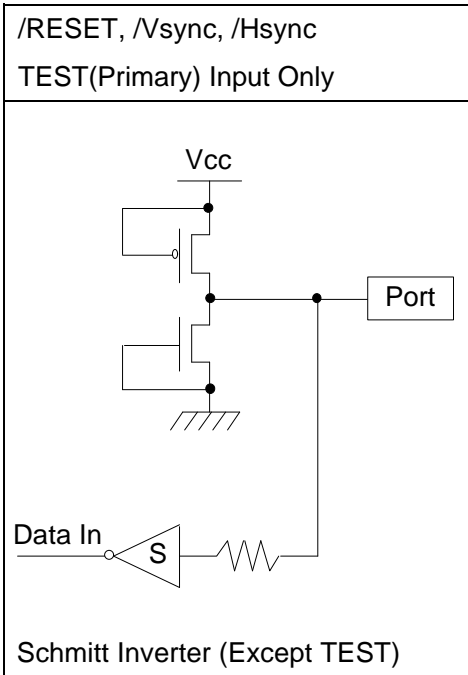 /RESET, /Vsync, /Hsync
TEST(Primary) Input Only
Vcc
Port
Data In
S
Schmitt Inverter (Except TEST)